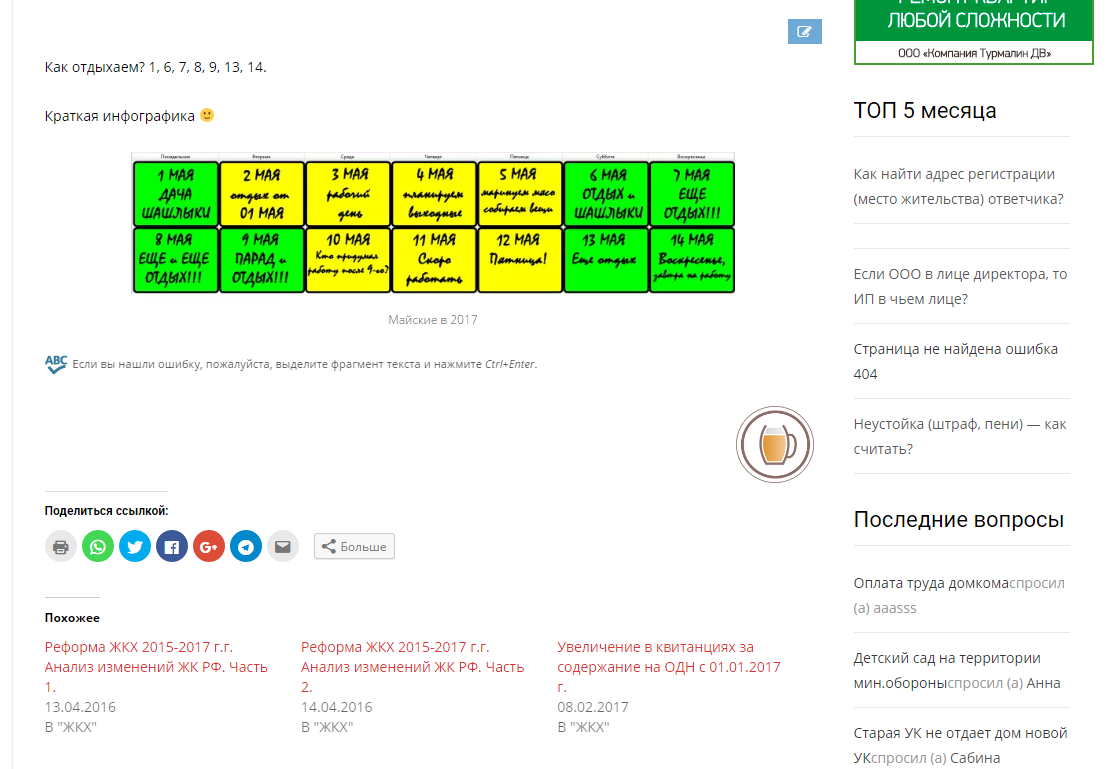 Как отдыхаем? 1, 6, 7, 8, 9, 13, 14.
Краткая инфографика
Понедельник Вторник Среда Четверг Пятница Суббота Воскресенье
1 МАЯ
ДАЧА
ШАШЛЫКИ
2 МАЯ
отдых от
01 МАЯ
3 МАЯ
рабочий
день
4 МАЯ
планируем
выходные
5 МАЯ
маринуем мясо
собираем вещи
6 МАЯ
ОТДЫХ и
ШАШЛЫКИ
7 МАЯ
ЕЩЕ
ОТДЫХ!!!
8 МАЯ
ЕЩЕ и ЕЩЕ
ОТДЫХ!!!
9 МАЯ
ПАРАД и
ОТДЫХ!!!
10 МАЯ
Кто придумал
работу после 9-го?
11 МАЯ
Скоро
работать
12 МАЯ
Пятница!
13 МАЯ
Еще отдых
14 МАЯ
Воскресенье,
завтра на работу
Майские в 2017
ABC Если вы нашли ошибку, пожалуйста, выделите фрагмент текста и нажмите Ctrl+Enter.
Поделиться ссылкой:
Больше
Похожее
Реформа ЖКХ 2015-2017 г.г.
Анализ изменений ЖК РФ. Часть
1.
13.04.2016
В "ЖКХ"
Реформа ЖКХ 2015-2017 г.г.
Анализ изменений ЖК РФ. Часть
2.
14.04.2016
В "ЖКХ"
Увеличение в квитанциях за
содержание на ОДН с 01.01.2017
г.
08.02.2017
В "ЖКХ"
РЕМОНТ КВАРТИР
ЛЮБОЙ СЛОЖНОСТИ
ООО «Компания Турмалин ДВ»
ТОП 5 месяца
Как найти адрес регистрации
(место жительства) ответчика?
Если ООО в лице директора, то
ИП в чьем лице?
Страница не найдена ошибка
404
Неустойка (штраф, пени) — как
считать?
Последние вопросы
Оплата труда домкомаспросил
(а) aaasss
Детский сад на территории
мин.обороныспросил (а) Анна
Старая УК не отдает дом новой
УКспросил (а) Сабина